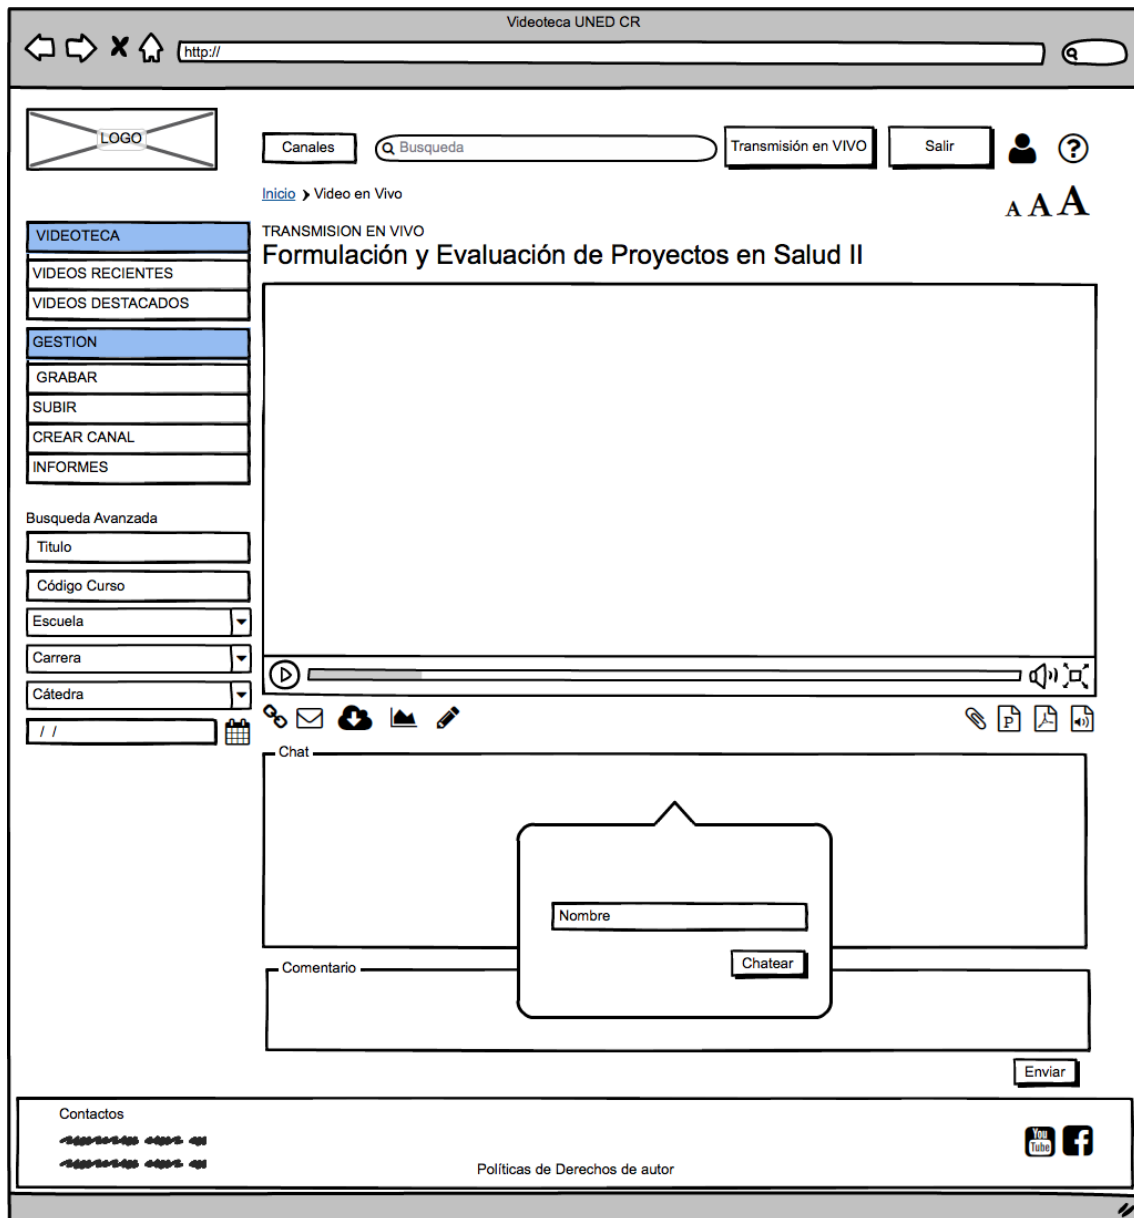 Videoteca UNED CR
http://
LOGO
Canales
Busqueda
Transmisión en VIVO
Salir
Inicio
Video en Vivo
A A A
TRANSMISION EN VIVO
Formulación y Evaluación de Proyectos en Salud II
VIDEOTECA
VIDEOS RECIENTES
VIDEOS DESTACADOS
GESTION
GRABAR
SUBIR
CREAR CANAL
INFORMES
Busqueda Avanzada
Titulo
Código Curso
Escuela
Carrera
Cátedra
/ /
P
Chat
Nombre
Chatear
Comentario
Enviar
Contactos
You
Tube
f
Políticas de Derechos de autor